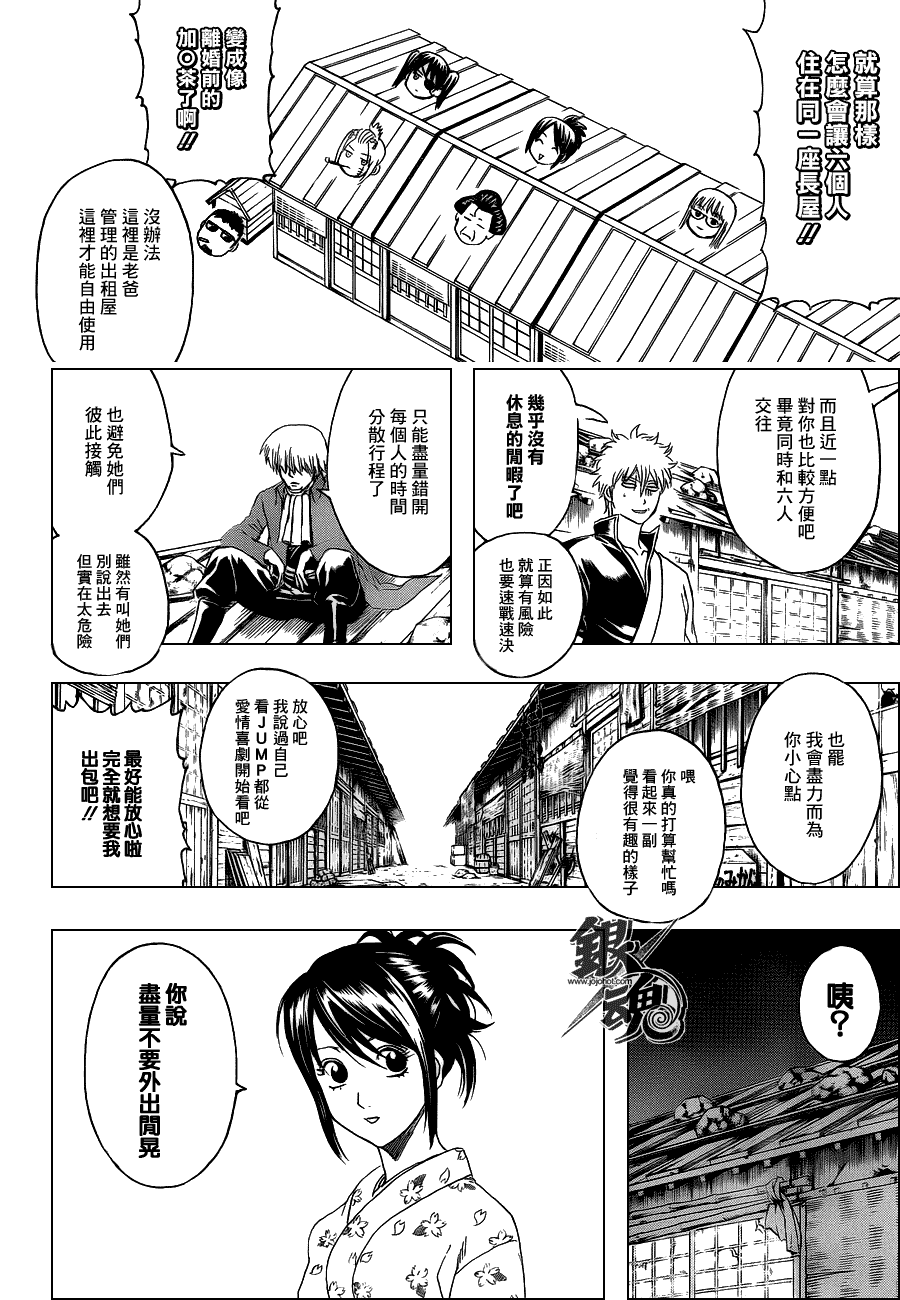 就算那樣
怎麼會讓六個人
住在同一座長屋!!
變成像
離婚前的
加○茶了啊!!
沒辦法
這裡是老爸
管理的出租屋
這裡才能自由使用
而且近一點
對你也比較方便吧
畢竟同時和六人
交往
幾乎沒有
休息的閒暇了吧
正因如此
就算有風險
也要速戰速決
只能盡量錯開
每個人的時間
分散行程了
也避免她們
彼此接觸
雖然有叫她們
別說出去
但實在太危險
也罷
我會盡力而為
你小心點
喂
你真的打算幫忙嗎
看起來一副
覺得很有趣的樣子
放心吧
我說過自己
看JUMP都從
愛情喜劇開始看吧
最好能放心啦
完全就想要我
出包吧!!
銀魂
www.jojohot.com
咦?
你說
盡量不要外出閒晃